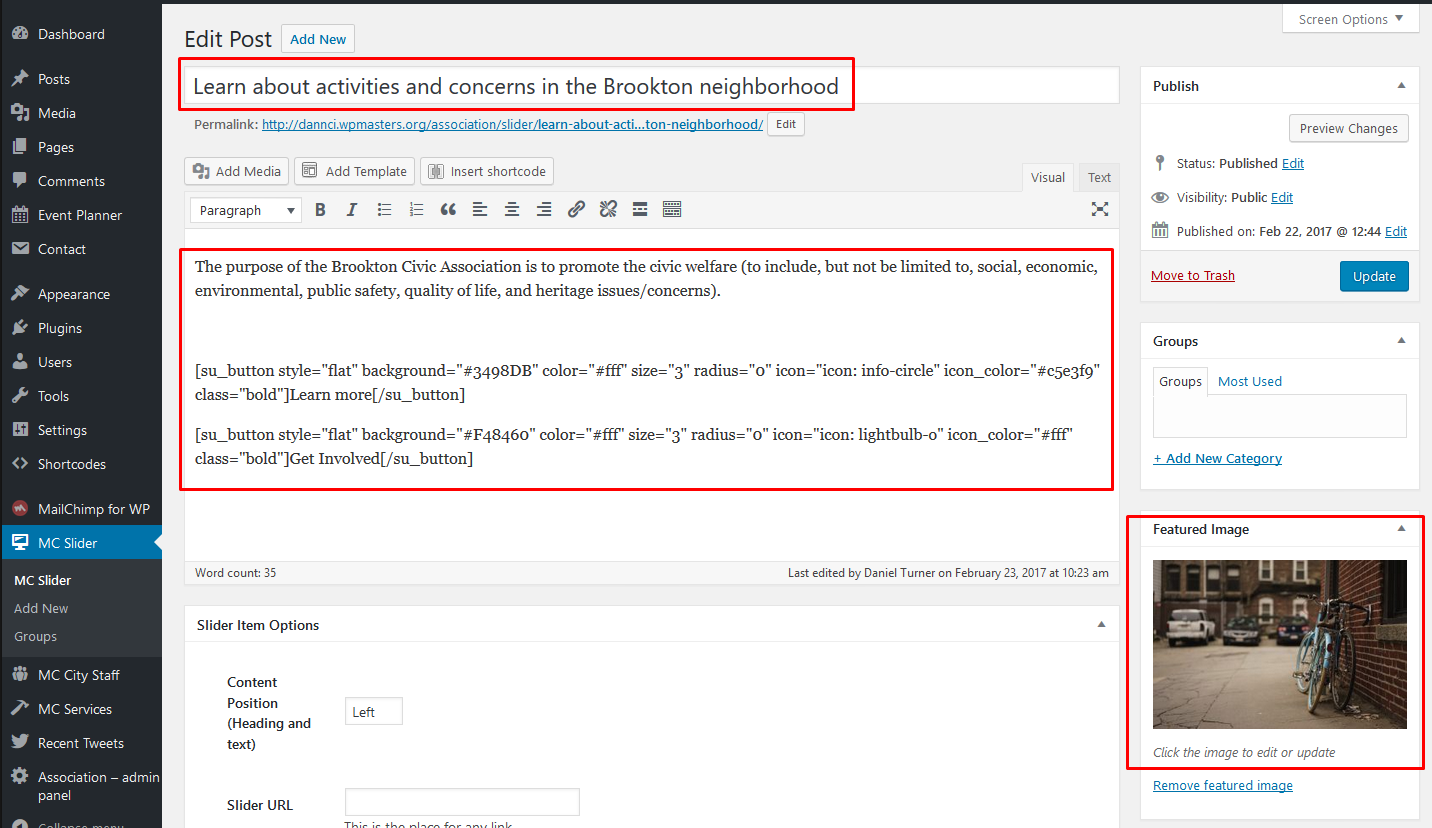 Screen Options
Dashboard
Posts
Media
Pages
Comments
Event Planner
Contact
Appearance
Plugins
Users
Tools
Settings
Shortcodes
MailChimp for WP
MC Slider
MC Slider
Add New
Groups
MC City Staff
MC Services
Recent Tweets
Association – admin
panel
Collapse menu
Edit Post
Add New
Learn about activities and concerns in the Brookton neighborhood
Permalink: http://dannci.wpmasters.org/association/slider/learn-about-acti...ton-neighborhood/ Edit
Add Media
Add Template
Insert shortcode
Visual
Text
Paragraph
The purpose of the Brookton Civic Association is to promote the civic welfare (to include, but not be limited to, social, economic,
environmental, public safety, quality of life, and heritage issues/concerns).
[su_button style="flat" background="#3498DB" color="#fff" size="3" radius="0" icon="icon: info-circle" icon_color="#c5e3f9"
class="bold"]Learn more[/su_button]
[su_button style="flat" background="#F48460" color="#fff" size="3" radius="0" icon="icon: lightbulb-o" icon_color="#fff"
class="bold"]Get Involved[/su_button]
Word count: 35
Last edited by Daniel Turner on February 23, 2017 at 10:23 am
Slider Item Options
Content
Position
(Heading and
text)
Left
Slider URL
This is the place for any link
Publish
Preview Changes
Status: Published Edit
Visibility: Public Edit
Published on: Feb 22, 2017 @ 12:44 Edit
Move to Trash
Update
Groups
Groups
Most Used
+ Add New Category
Featured Image
Click the image to edit or update
Remove featured image